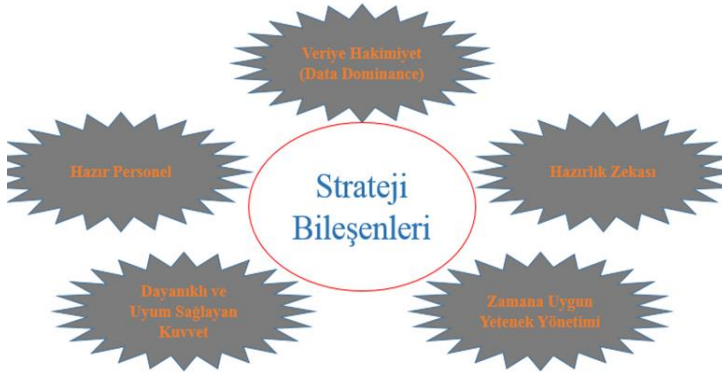 Veriye Hakimiyet
(Data Dominance)
Hazır Personel
Hazırlık Zekası
Strateji
Bileşenleri
Dayanıklı ve
Uyum Sağlayan
Kuvvet
Zamana Uygun
Yetenek Yönetimi